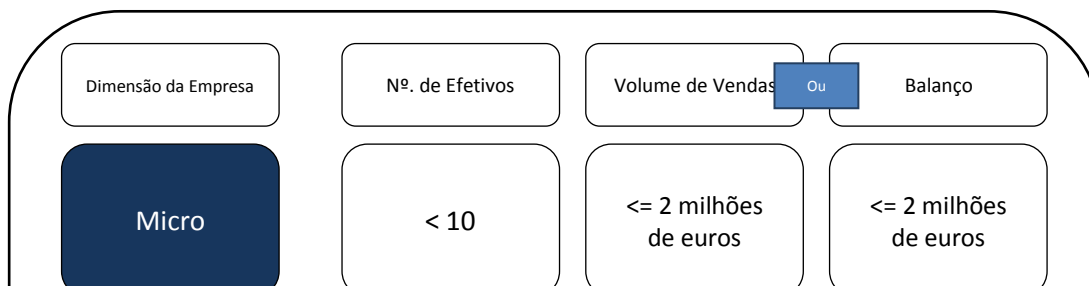 Dimensão da Empresa
Nº. de Efetivos
Volume de Vendas
Ou
Balanço
Micro
< 10
<= 2 milhões
de euros
<= 2 milhões
de euros